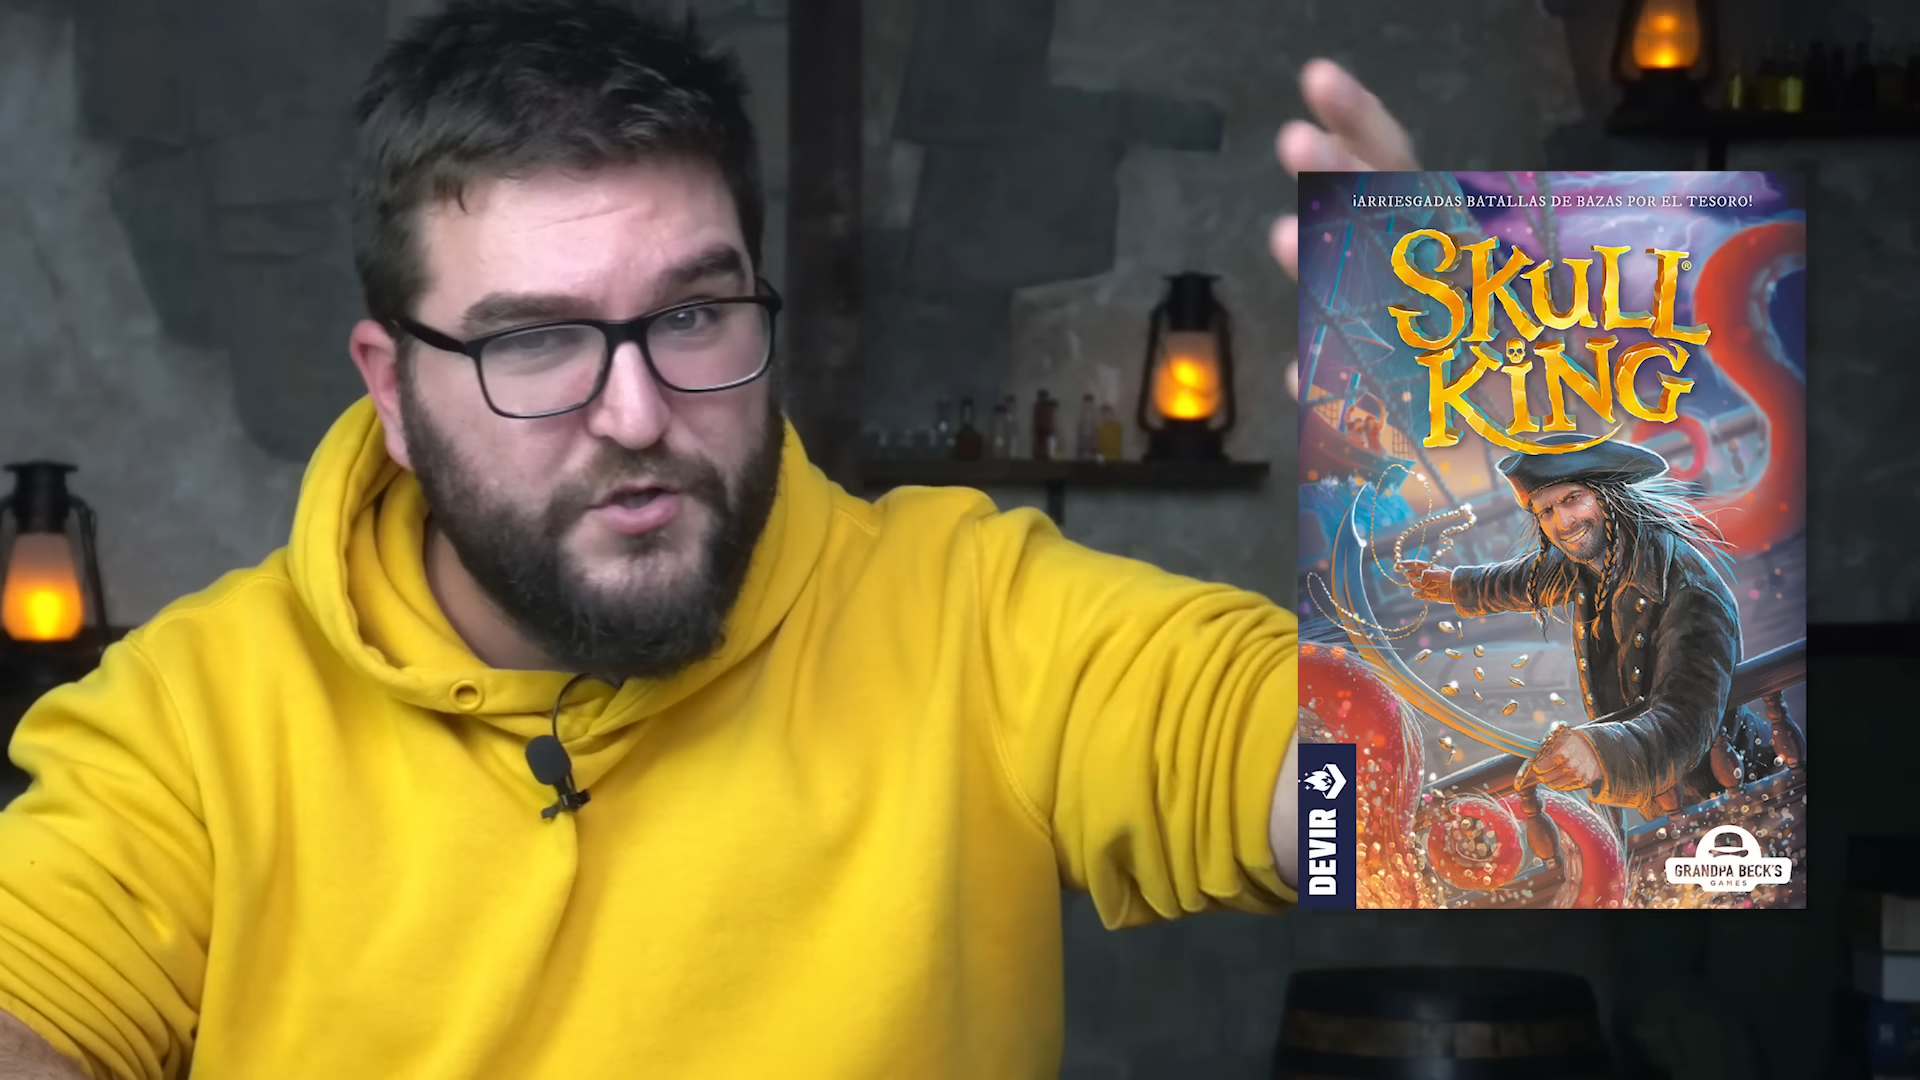 ¡ARRIESGADAS BATALLAS DE BAZAS POR EL TESORO!
SKULL®
KING
DEVIR
GRANDPA BECK'S
GAMES